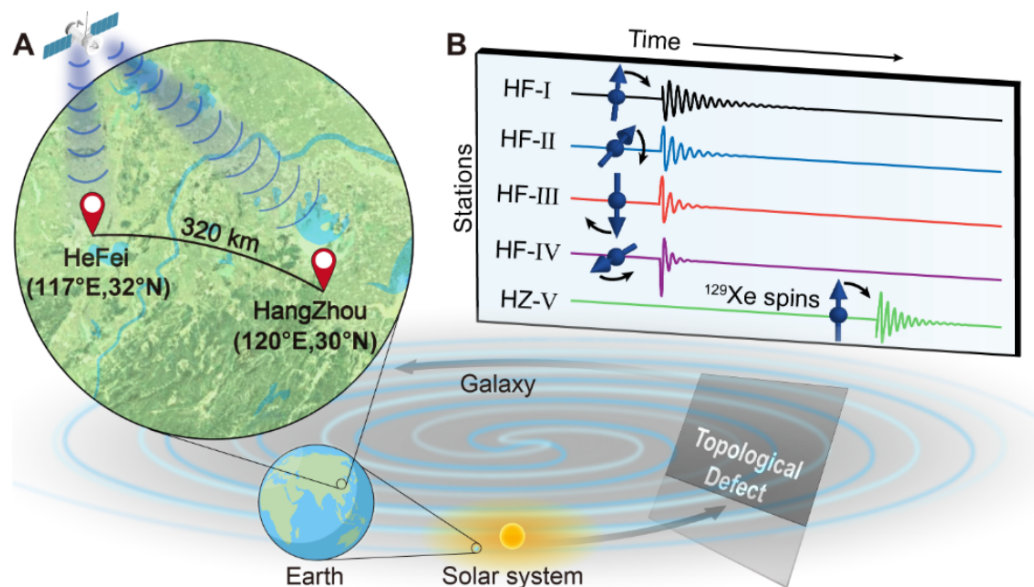 A
320 km
HeFei
(117°E,32°N)
HangZhou
(120°E,30°N)
B
Time
Stations
HF-I
HF-II
HF-III
HF-IV
HZ-V
¹²⁹Xe spins
Galaxy
Topological
Defect
Earth
Solar system